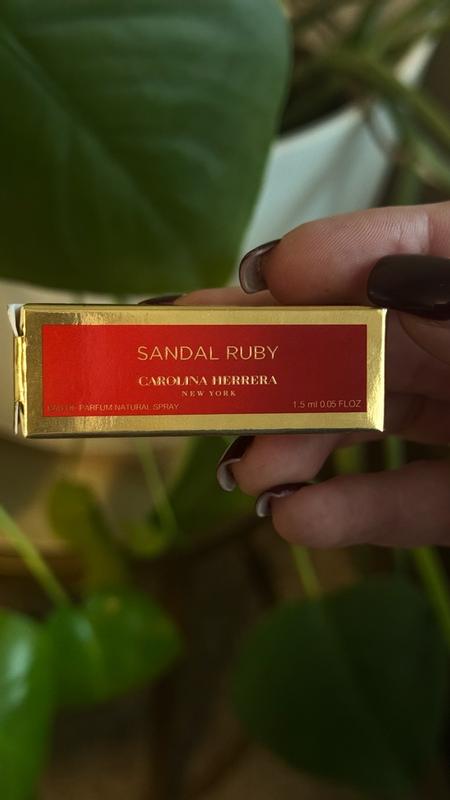 SANDAL RUBY
CAROLINA HERRERA
NEW YORK
EAU DE PARFUM NATURAL SPRAY
1.5 ml 0.05 FL.OZ